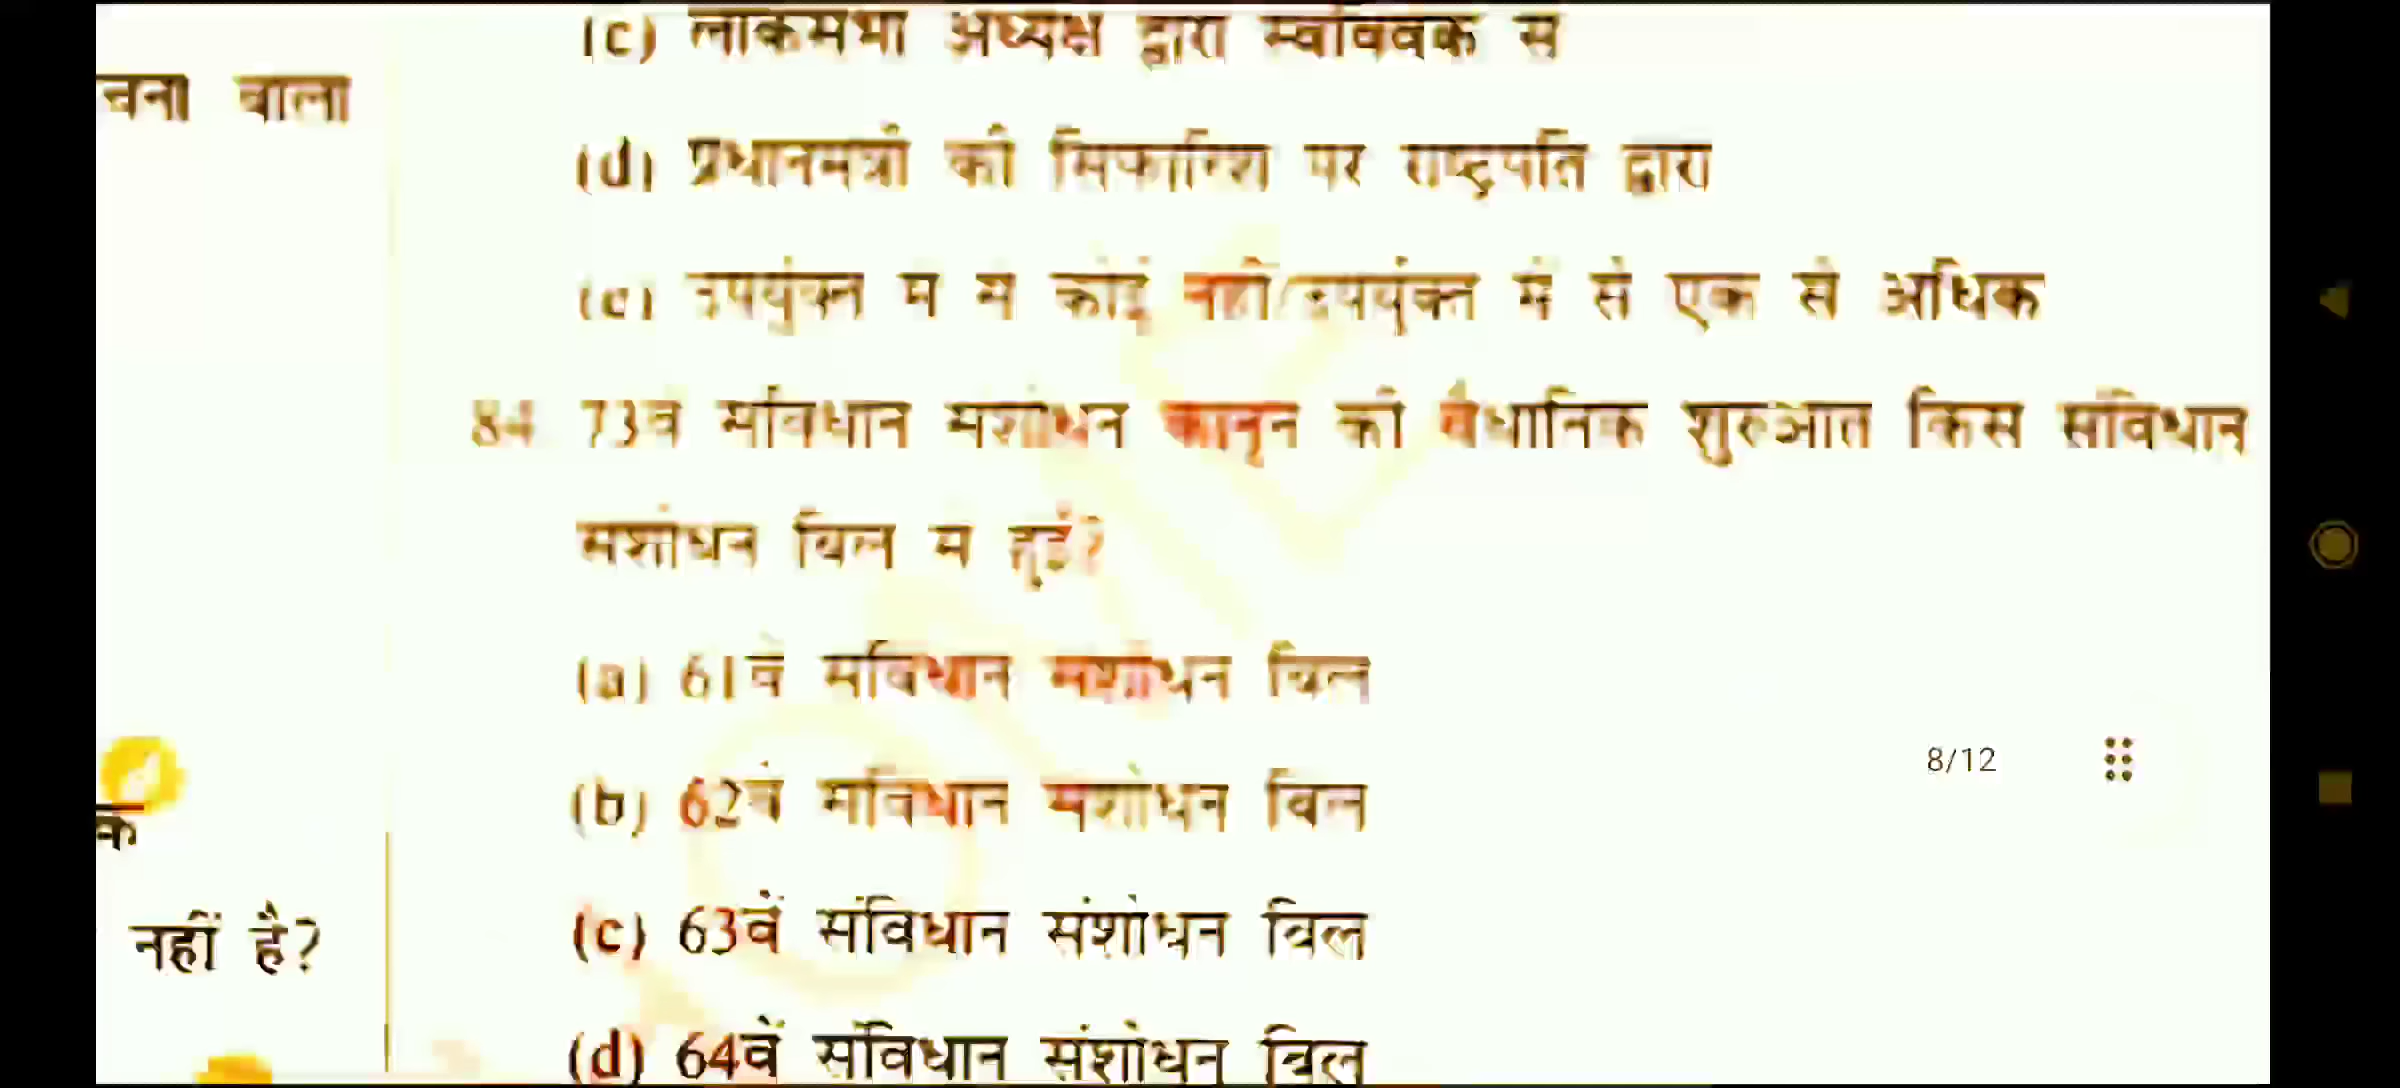 चना वाला
(c) लोकसभा अध्यक्ष द्वारा स्वविवेक से
(d) प्रधानमंत्री की सिफारिश पर राष्ट्रपति द्वारा
(e) उपर्युक्त में से कोई नहीं/उपर्युक्त में से एक से अधिक
84. 73वें संविधान संशोधन कानून की वैधानिक शुरुआत किस संविधान
संशोधन बिल में हुई?
(a) 61वें संविधान संशोधन बिल
8/12
(b) 62वें संविधान संशोधन बिल
क
(c) 63वें संविधान संशोधन बिल
नहीं है?
(d) 64वें संविधान संशोधन बिल